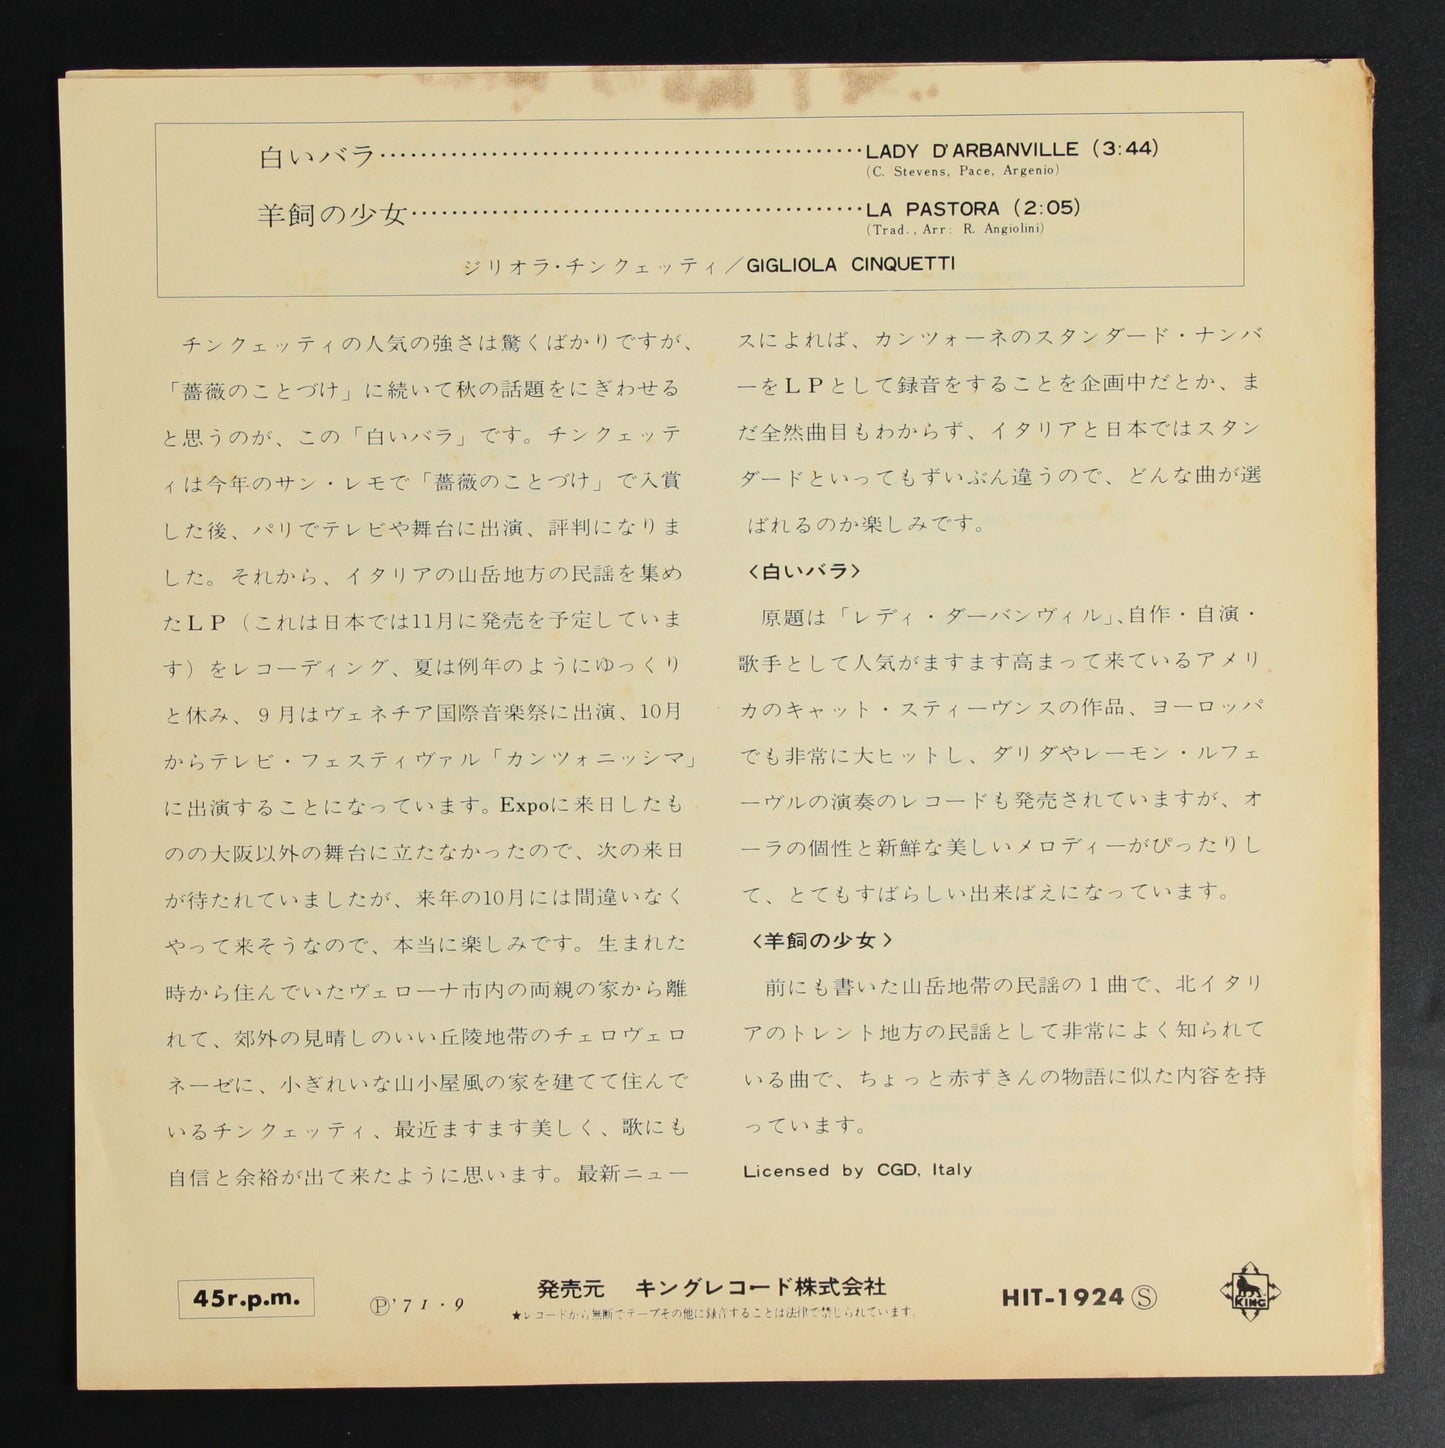 白いバラ………………………………………………LADY D'ARBANVILLE (3:44)
(C. Stevens, Pace, Argenio)
羊飼の少女……………………………………………LA PASTORA (2:05)
(Trad., Arr: R. Angiolini)
ジリオラ・チンクェッティ／GIGLIOLA CINQUETTI
チンクェッティの人気の強さは驚くばかりですが、
「薔薇のことづけ」に続いて秋の話題をにぎわせる
と思うのが、この「白いバラ」です。チンクェッテ
ィは今年のサン・レモで「薔薇のことづけ」で入賞
した後、パリでテレビや舞台に出演、評判になりま
した。それから、イタリアの山岳地方の民謡を集め
たＬＰ（これは日本では11月に発売を予定していま
す）をレコーディング、夏は例年のようにゆっくり
と休み、９月はヴェネチア国際音楽祭に出演、10月
からテレビ・フェスティヴァル「カンツォニッシマ」
に出演することになっています。Expoに来日したも
のの大阪以外の舞台に立たなかったので、次の来日
が待たれていましたが、来年の10月には間違いなく
やって来そうなので、本当に楽しみです。生まれた
時から住んでいたヴェローナ市内の両親の家から離
れて、郊外の見晴しのいい丘陵地帯のチェロヴェロ
ネーゼに、小ぎれいな山小屋風の家を建てて住んで
いるチンクェッティ、最近ますます美しく、歌にも
自信と余裕が出て来たように思います。最新ニュー
スによれば、カンツォーネのスタンダード・ナンバ
ーをＬＰとして録音をすることを企画中だとか、ま
だ全然曲目もわからず、イタリアと日本ではスタン
ダードといってもずいぶん違うので、どんな曲が選
ばれるのか楽しみです。
〈白いバラ〉
原題は「レディ・ダーバンヴィル」、自作・自演・
歌手として人気がますます高まって来ているアメリ
カのキャット・スティーヴンスの作品、ヨーロッパ
でも非常に大ヒットし、ダリダやレーモン・ルフェ
ーヴルの演奏のレコードも発売されていますが、オ
ーラの個性と新鮮な美しいメロディーがぴったりし
て、とてもすばらしい出来ばえになっています。
〈羊飼の少女〉
前にも書いた山岳地帯の民謡の１曲で、北イタリ
アのトレント地方の民謡として非常によく知られて
いる曲で、ちょっと赤ずきんの物語に似た内容を持
っています。
Licensed by CGD, Italy
45r.p.m.
Ⓟ'71・9
発売元　キングレコード株式会社
★レコードから無断でテープその他に録音することは法律で禁じられています。
HIT-1924 Ⓢ
KING